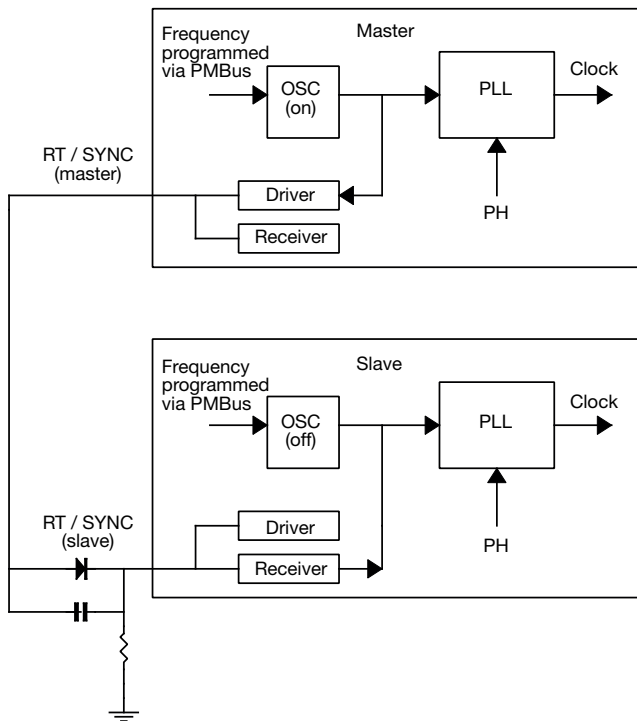 Master
Frequency
programmed
via PMBus
OSC
(on)
PLL
Clock
RT / SYNC
(master)
Driver
Receiver
PH
Slave
Frequency
programmed
via PMBus
OSC
(off)
PLL
Clock
RT / SYNC
(slave)
Driver
Receiver
PH